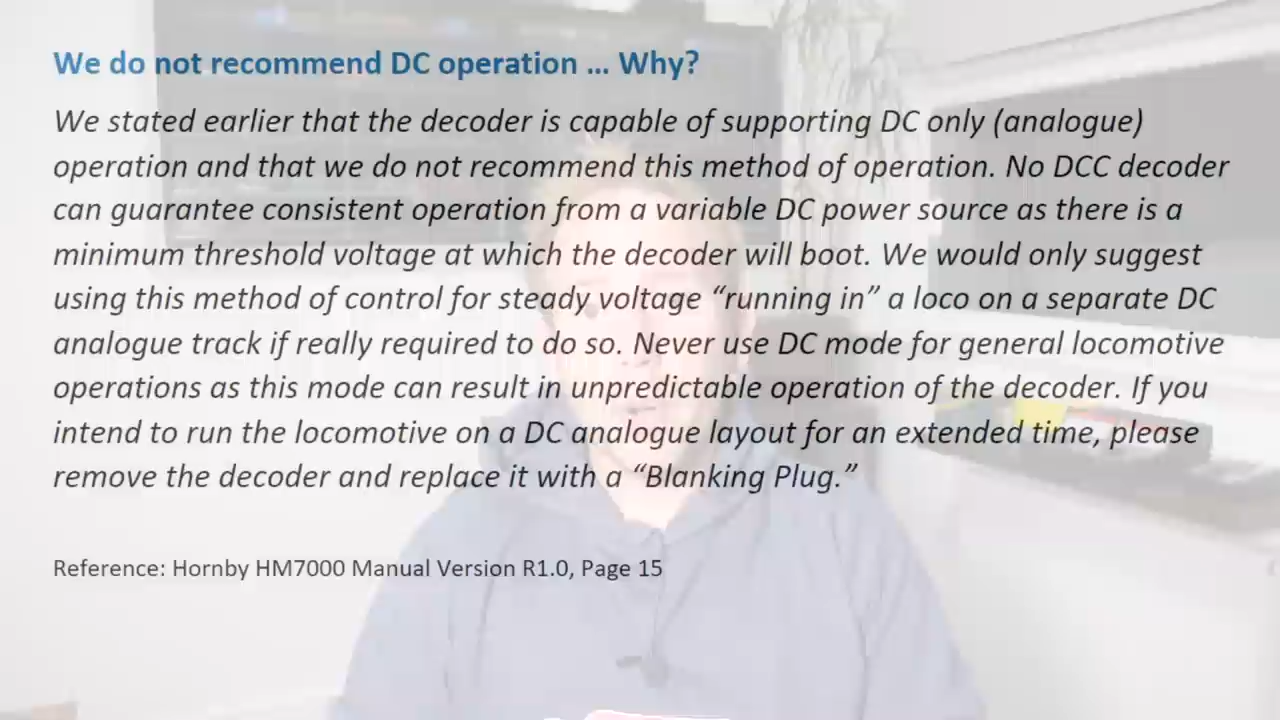 We do not recommend DC operation … Why?
We stated earlier that the decoder is capable of supporting DC only (analogue)
operation and that we do not recommend this method of operation. No DCC decoder
can guarantee consistent operation from a variable DC power source as there is a
minimum threshold voltage at which the decoder will boot. We would only suggest
using this method of control for steady voltage “running in” a loco on a separate DC
analogue track if really required to do so. Never use DC mode for general locomotive
operations as this mode can result in unpredictable operation of the decoder. If you
intend to run the locomotive on a DC analogue layout for an extended time, please
remove the decoder and replace it with a “Blanking Plug.”
Reference: Hornby HM7000 Manual Version R1.0, Page 15